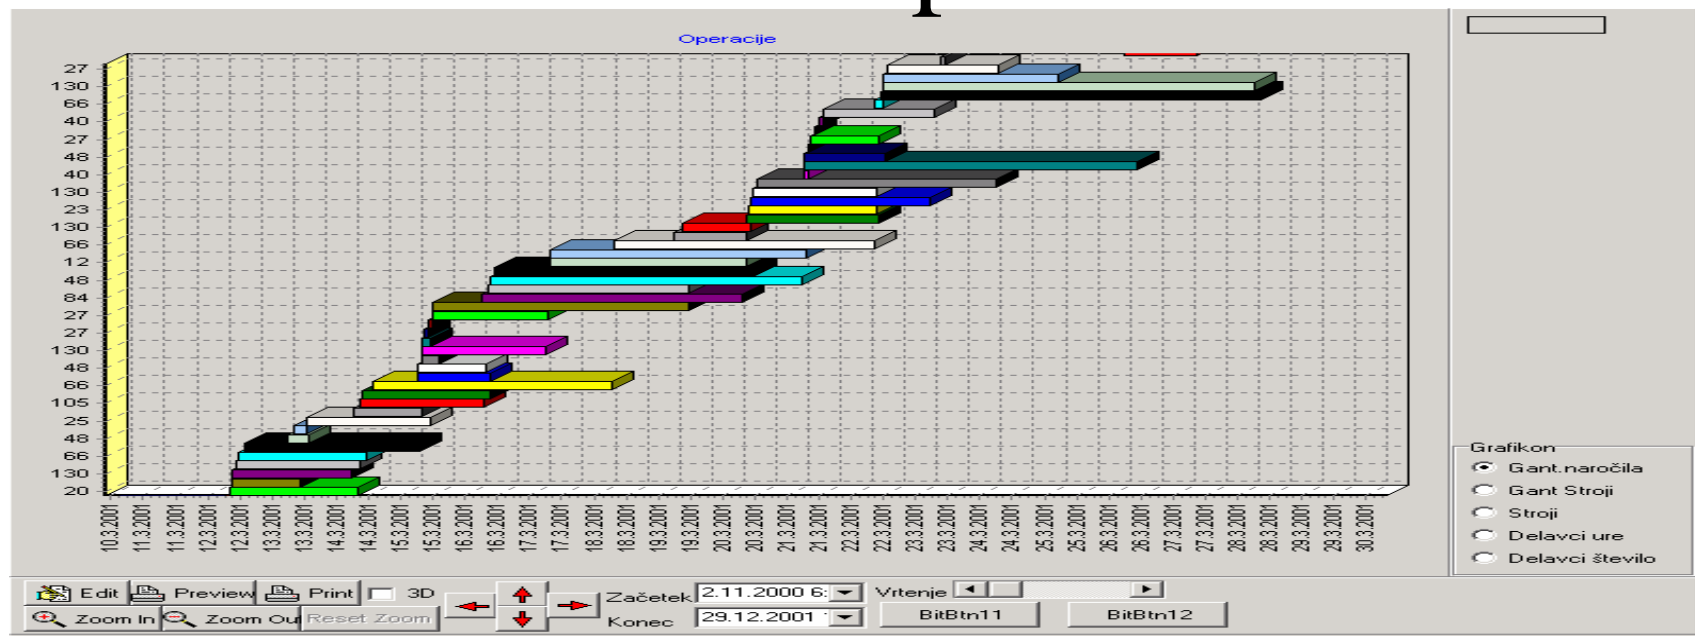 Operacije
27
130
66
40
27
48
40
130
23
130
66
12
48
84
27
27
130
48
66
105
25
48
66
130
20
10.3.2001 11.3.2001 11.3.2001 12.3.2001 12.3.2001 13.3.2001 13.3.2001 14.3.2001 14.3.2001 15.3.2001 15.3.2001 16.3.2001 16.3.2001 17.3.2001 17.3.2001 18.3.2001 18.3.2001 19.3.2001 19.3.2001 20.3.2001 20.3.2001 21.3.2001 21.3.2001 22.3.2001 22.3.2001 23.3.2001 23.3.2001 24.3.2001 24.3.2001 25.3.2001 25.3.2001 26.3.2001 26.3.2001 27.3.2001 27.3.2001 28.3.2001 28.3.2001 29.3.2001 29.3.2001 30.3.2001
Grafikon
Gant.naročila
Gant Stroji
Stroji
Delavci ure
Delavci število
Edit Preview Print 3D
Zoom In Zoom Ou Reset Zoom
Začetek 2.11.2000 6:
Konec 29.12.2001
Vrtenje
BitBtn11 BitBtn12